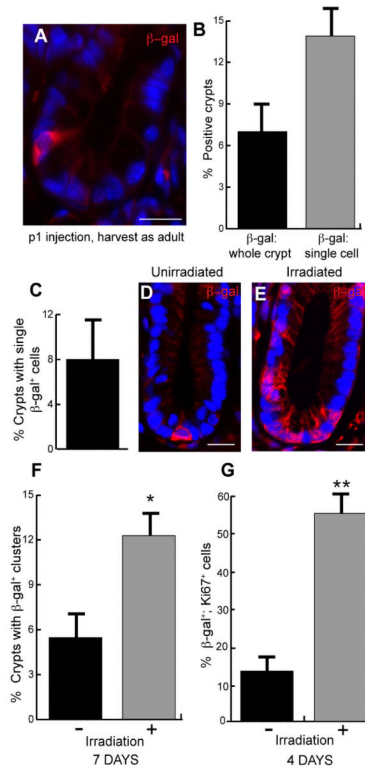 A
β-gal
p1 injection, harvest as adult
B
% Positive crypts
15
12
9
6
3
0
β-gal:
whole crypt
β-gal:
single cell
C
% Crypts with single
β-gal⁺ cells
12
8
4
0
Unirradiated
D
β-gal
Irradiated
E
β-gal
F
% Crypts with β-gal⁺ clusters
15
12
9
6
3
0
*
- +
Irradiation
7 DAYS
G
% β-gal⁺; Ki67⁺ cells
60
50
40
30
20
10
**
- +
Irradiation
4 DAYS